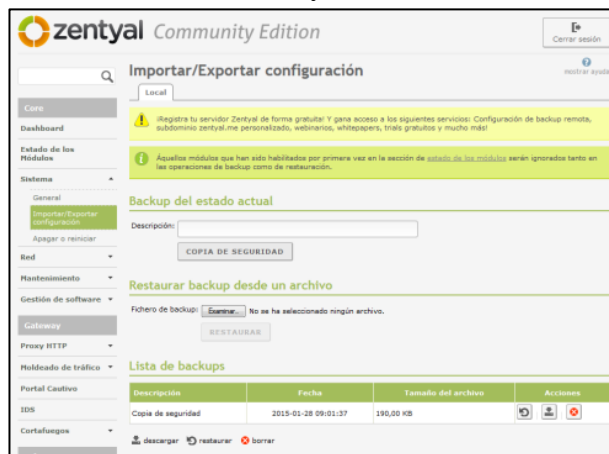 zentyal Community Edition
Cerrar sesión
Importar/Exportar configuración
mostrar ayuda
Local
¡Registra tu servidor Zentyal de forma gratuita! Y gana acceso a los siguientes servicios: Configuración de backup remota,
subdominio zentyal.me personalizado, webinarios, whitepapers, trials gratuitos y mucho más!
Aquellos módulos que han sido habilitados por primera vez en la sección de estado de los módulos serán ignorados tanto en
las operaciones de backup como de restauración.
Core
Dashboard
Estado de los
Módulos
Sistema
General
Importar/Exportar
configuración
Apagar o reiniciar
Red
Mantenimiento
Gestión de software
Gateway
Proxy HTTP
Moldeado de tráfico
Portal Cautivo
IDS
Cortafuegos
Backup del estado actual
Descripción:
COPIA DE SEGURIDAD
Restaurar backup desde un archivo
Fichero de backup: Examinar... No se ha seleccionado ningún archivo.
RESTAURAR
Lista de backups
Descripción Fecha Tamaño del archivo Acciones
Copia de seguridad 2015-01-28 09:01:37 190,00 KB
descargar restaurar borrar